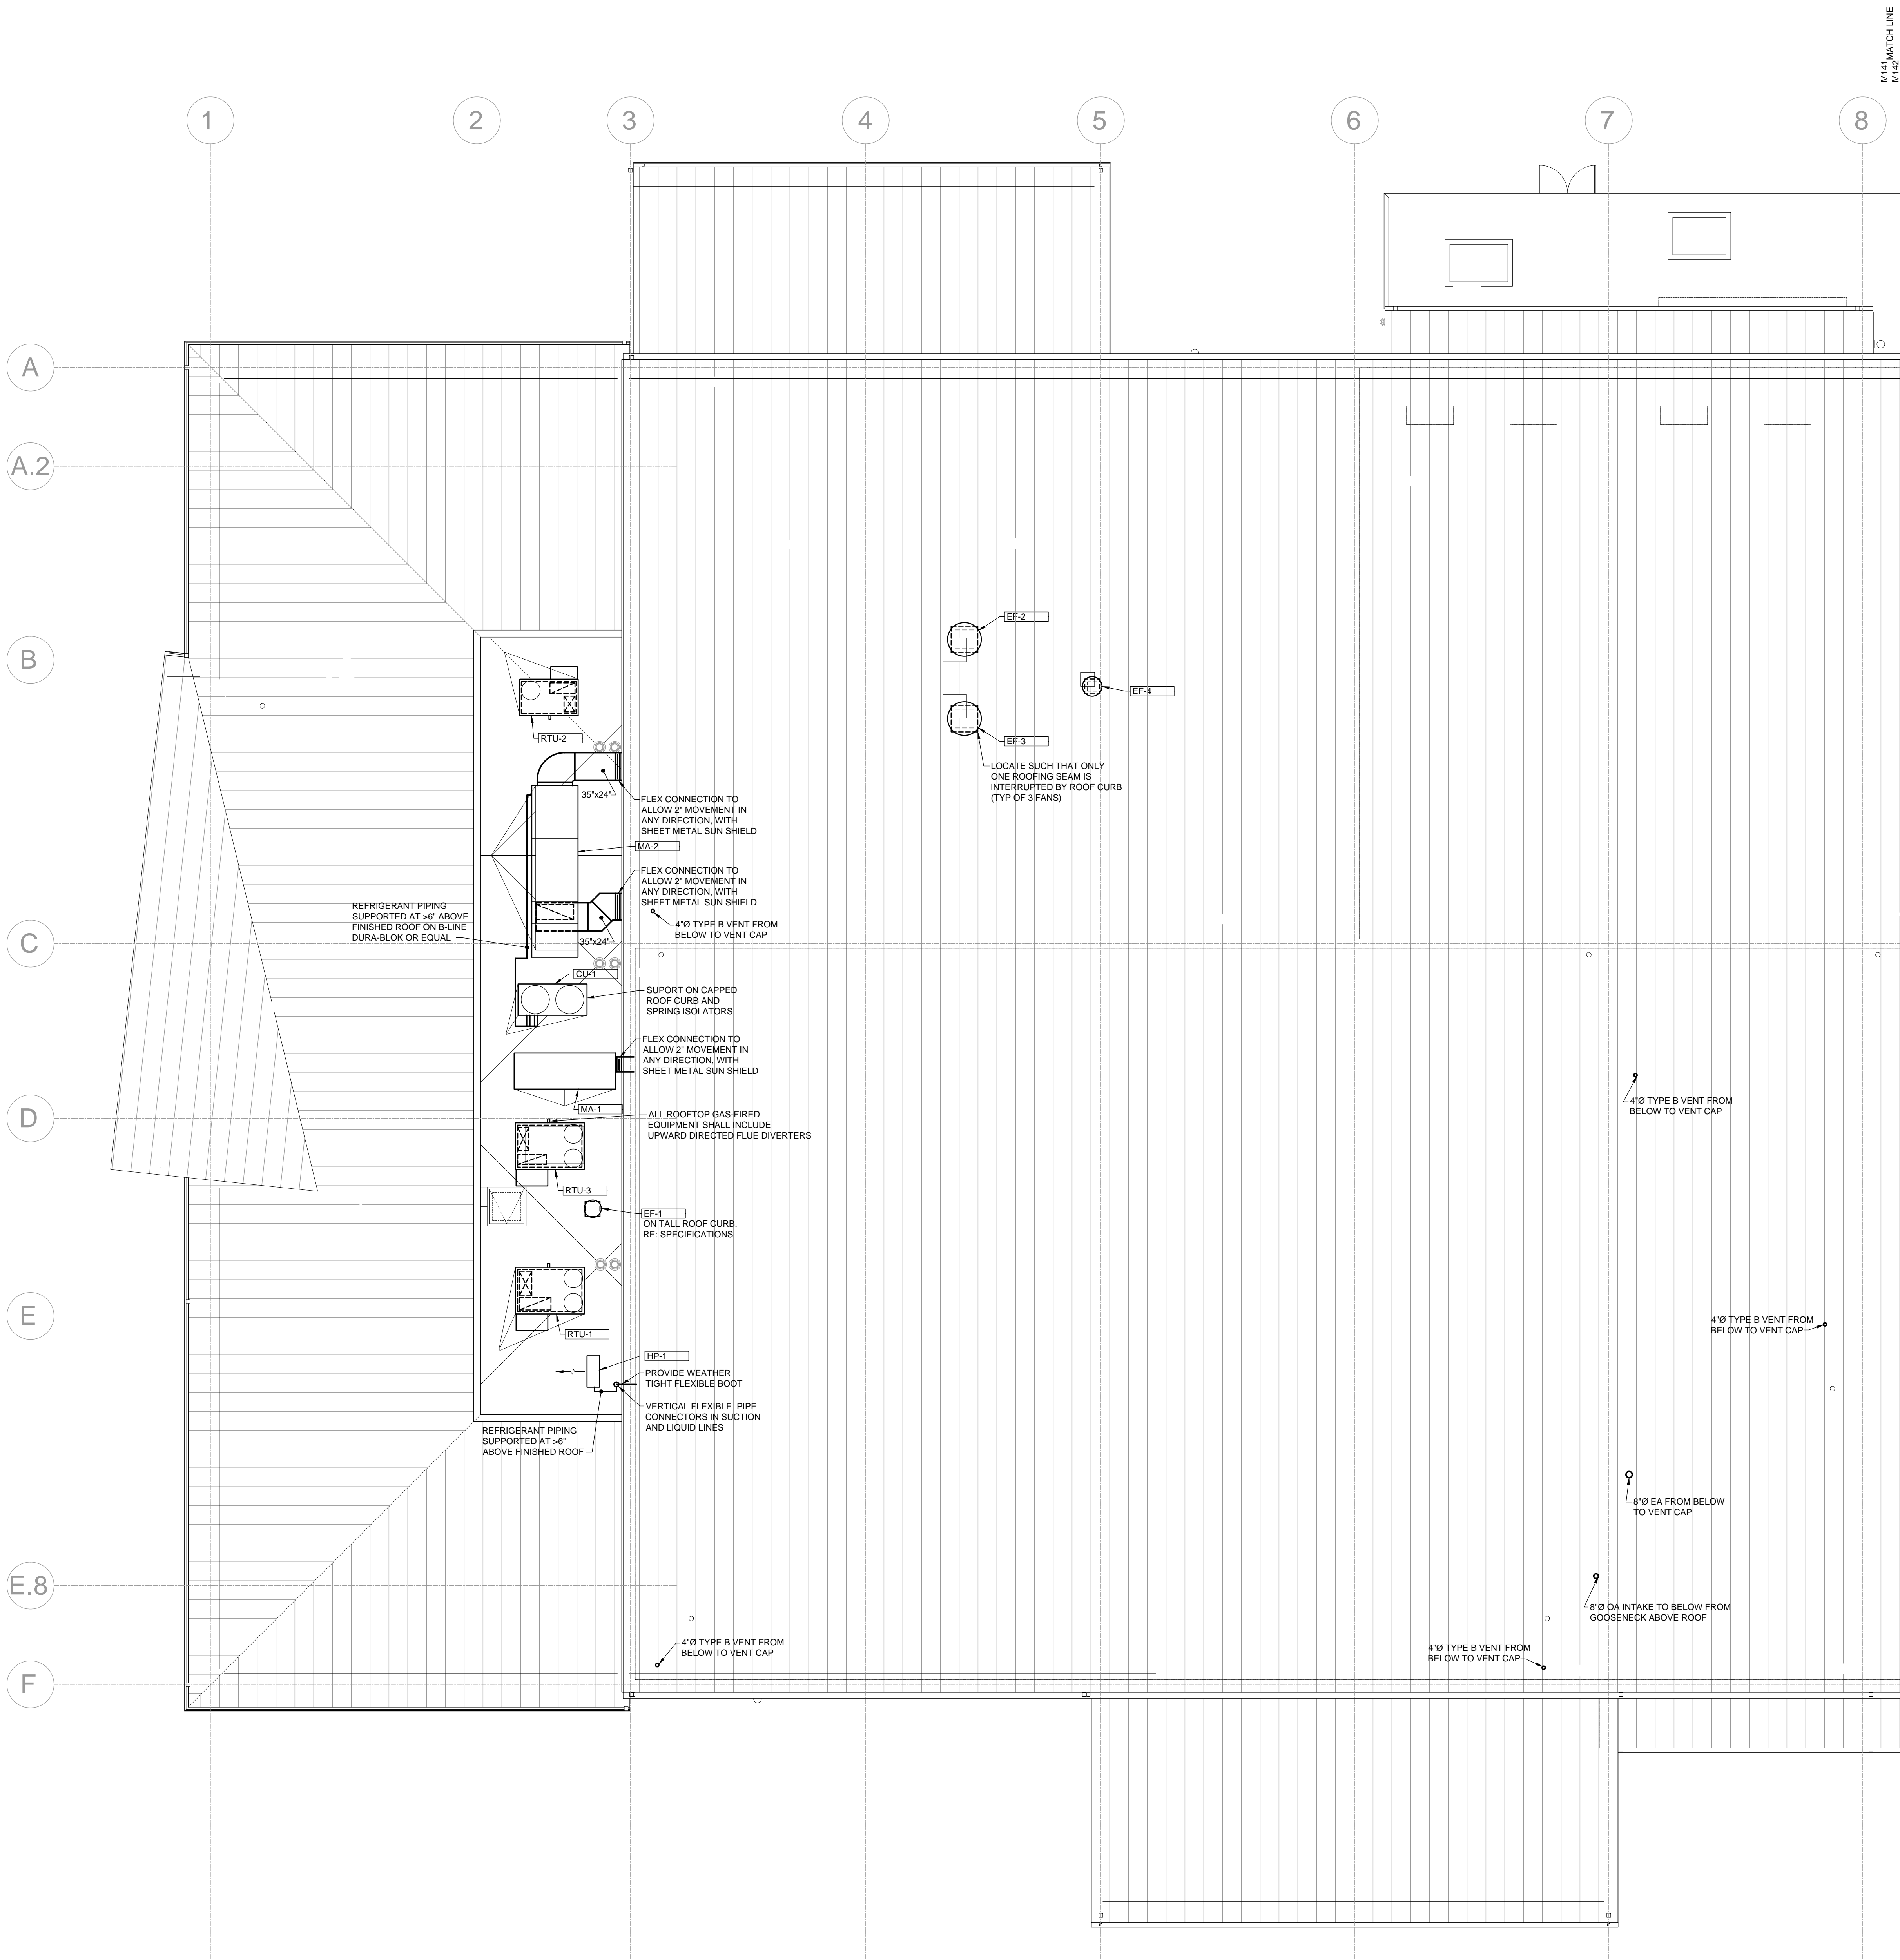 M141
MATCH LINE
M142
1
2
3
4
5
6
7
8
A
A.2
B
C
D
E
E.8
F
EF-2
EF-4
EF-3
LOCATE SUCH THAT ONLY
ONE ROOFING SEAM IS
INTERRUPTED BY ROOF CURB
(TYP OF 3 FANS)
RTU-2
35"x24"
FLEX CONNECTION TO
ALLOW 2" MOVEMENT IN
ANY DIRECTION, WITH
SHEET METAL SUN SHIELD
MA-2
FLEX CONNECTION TO
ALLOW 2" MOVEMENT IN
ANY DIRECTION, WITH
SHEET METAL SUN SHIELD
REFRIGERANT PIPING
SUPPORTED AT >6" ABOVE
FINISHED ROOF ON B-LINE
DURA-BLOK OR EQUAL
4"Ø TYPE B VENT FROM
BELOW TO VENT CAP
35"x24"
CU-1
SUPORT ON CAPPED
ROOF CURB AND
SPRING ISOLATORS
FLEX CONNECTION TO
ALLOW 2" MOVEMENT IN
ANY DIRECTION, WITH
SHEET METAL SUN SHIELD
MA-1
ALL ROOFTOP GAS-FIRED
EQUIPMENT SHALL INCLUDE
UPWARD DIRECTED FLUE DIVERTERS
4"Ø TYPE B VENT FROM
BELOW TO VENT CAP
RTU-3
EF-1
ON TALL ROOF CURB.
RE: SPECIFICATIONS
RTU-1
4"Ø TYPE B VENT FROM
BELOW TO VENT CAP
HP-1
PROVIDE WEATHER
TIGHT FLEXIBLE BOOT
VERTICAL FLEXIBLE PIPE
CONNECTORS IN SUCTION
AND LIQUID LINES
REFRIGERANT PIPING
SUPPORTED AT >6"
ABOVE FINISHED ROOF
8"Ø EA FROM BELOW
TO VENT CAP
8"Ø OA INTAKE TO BELOW FROM
GOOSENECK ABOVE ROOF
4"Ø TYPE B VENT FROM
BELOW TO VENT CAP
4"Ø TYPE B VENT FROM
BELOW TO VENT CAP